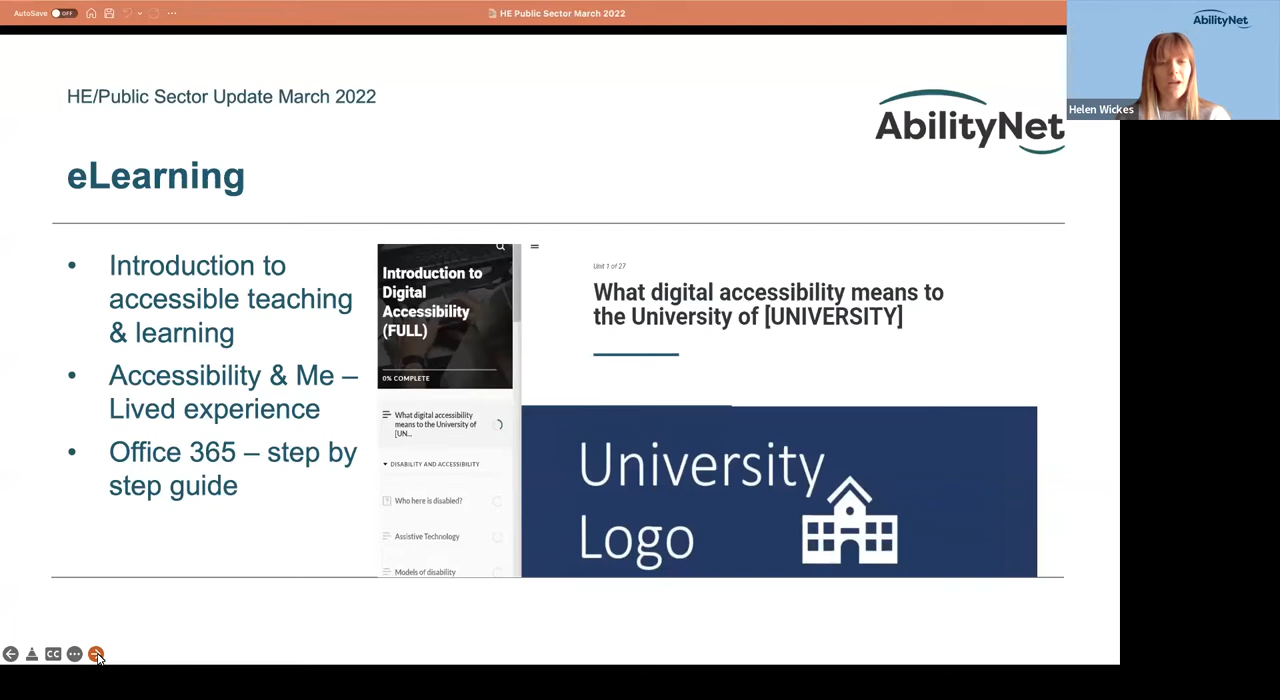 AutoSave OFF
HE Public Sector March 2022
AbilityNet
Helen Wickes
HE/Public Sector Update March 2022
AbilityNet
eLearning
• Introduction to
accessible teaching
& learning
• Accessibility & Me –
Lived experience
• Office 365 – step by
step guide
Introduction to
Digital
Accessibility
(FULL)
0% COMPLETE
What digital accessibility
means to the University of
[UN...
DISABILITY AND ACCESSIBILITY
Who here is disabled?
Assistive Technology
Models of disability
Unit 1 of 27
What digital accessibility means to
the University of [UNIVERSITY]
University
Logo
CC